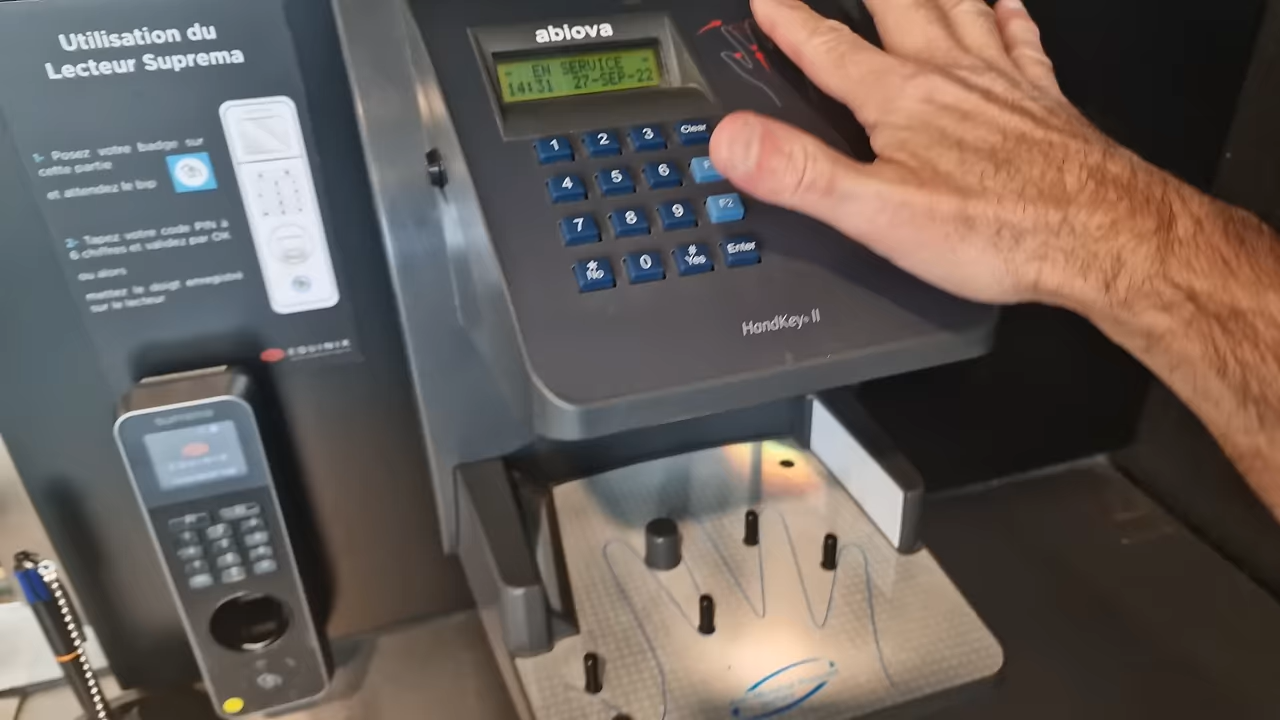 Utilisation du
Lecteur Suprema
1- Posez votre badge sur
cette partie
et attendez le bip
2- Tapez votre code PIN à
6 chiffres et validez par OK
ou alors
mettez le doigt enregistré
sur le lecteur
EQUINIX
suprema
abiova
- EN SERVICE -
14:31 27-SEP-22
1 2 3 Clear
4 5 6
7 8 9 F2
* No 0 # Yes Enter
HandKey II